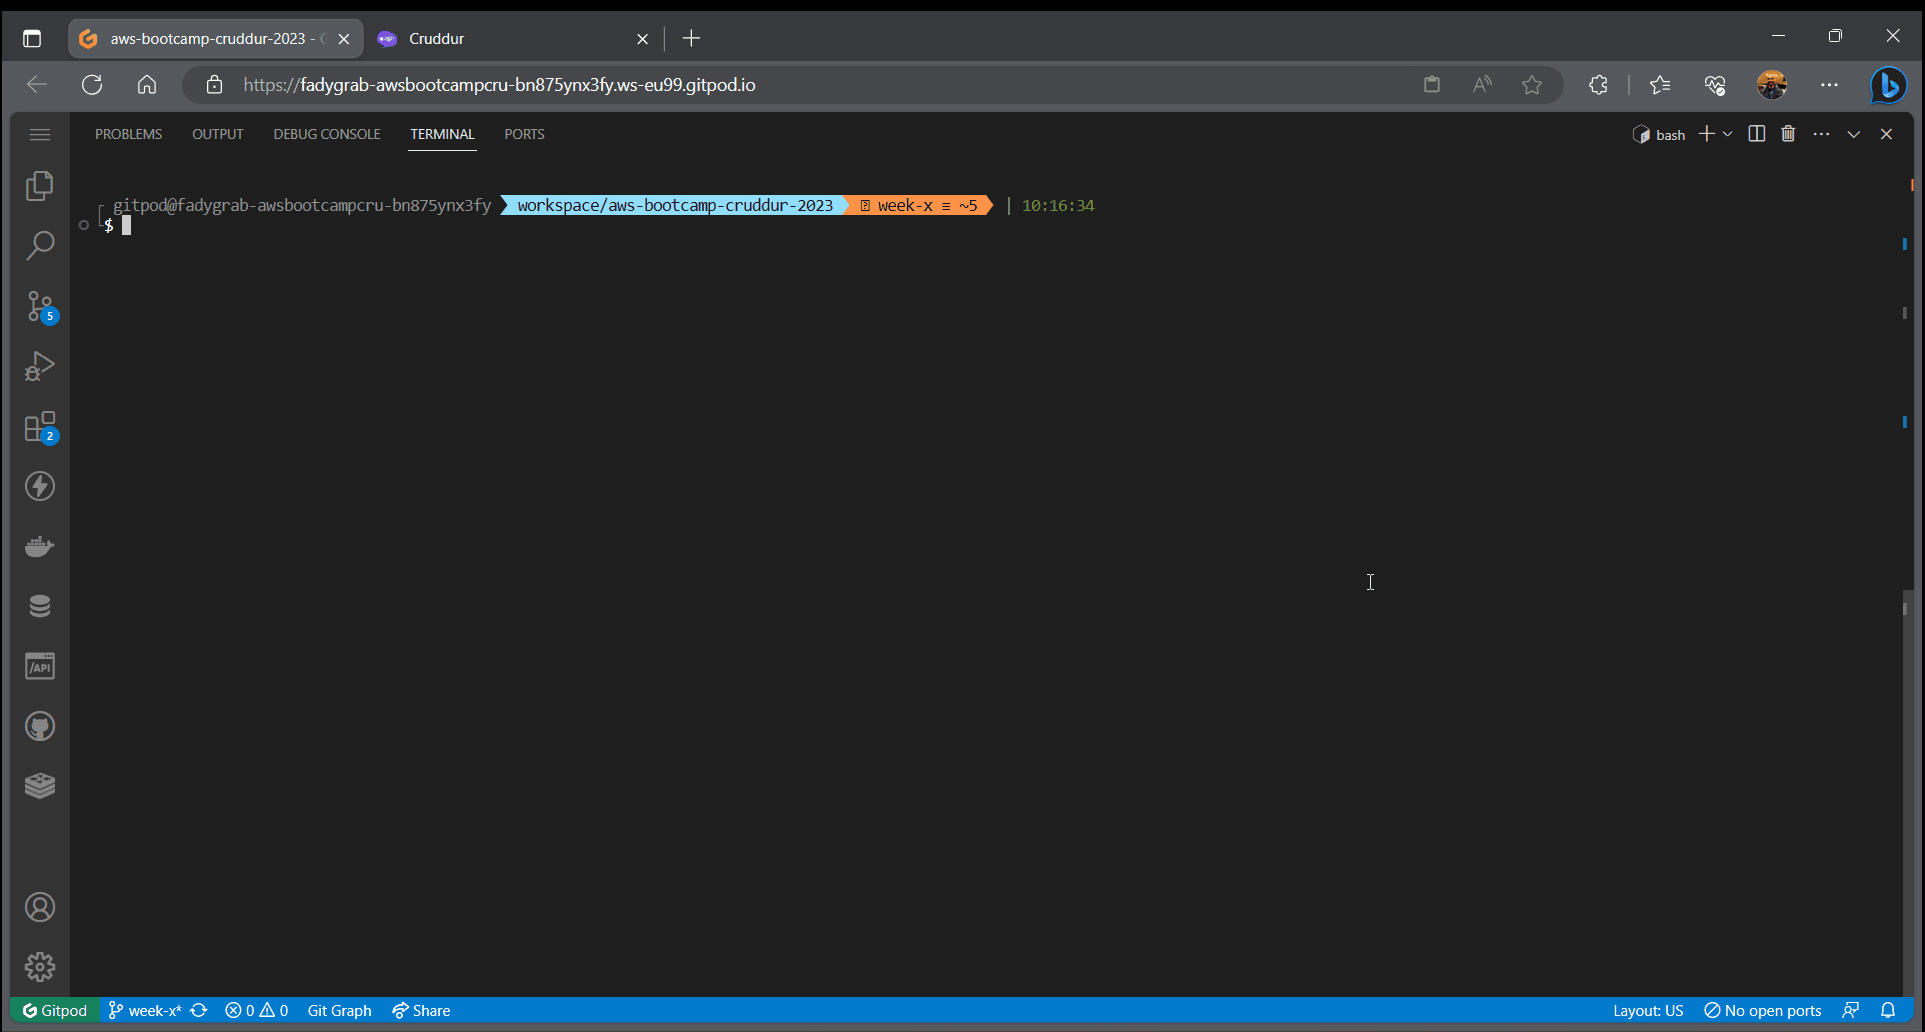 aws-bootcamp-cruddur-2023 -
Cruddur
https://fadygrab-awsbootcampcru-bn875ynx3fy.ws-eu99.gitpod.io
PROBLEMS OUTPUT DEBUG CONSOLE TERMINAL PORTS
bash
gitpod@fadygrab-awsbootcampcru-bn875ynx3fy workspace/aws-bootcamp-cruddur-2023 week-x ≡ ~5 | 10:16:34
$
5
2
/API
Gitpod week-x* 0 0 Git Graph Share Layout: US No open ports